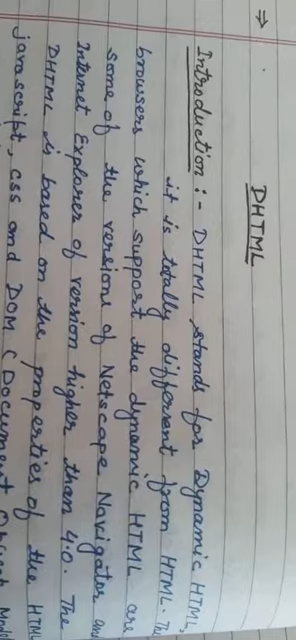 ⇒
DHTML
Introduction :- DHTML stands for Dynamic HTML,
it is totally different from HTML. The
browsers which support the dynamic HTML are
some of the versions of Netscape Navigator and
Internet Explorer of version higher than 4.0. The
DHTML is based on the properties of the HTML
javascript, css and DOM (Document Object Model